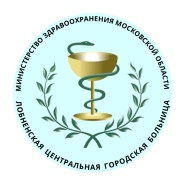 МИНИСТЕРСТВО ЗДРАВООХРАНЕНИЯ МОСКОВСКОЙ ОБЛАСТИ
ЛОБНЕНСКАЯ ЦЕНТРАЛЬНАЯ ГОРОДСКАЯ БОЛЬНИЦА